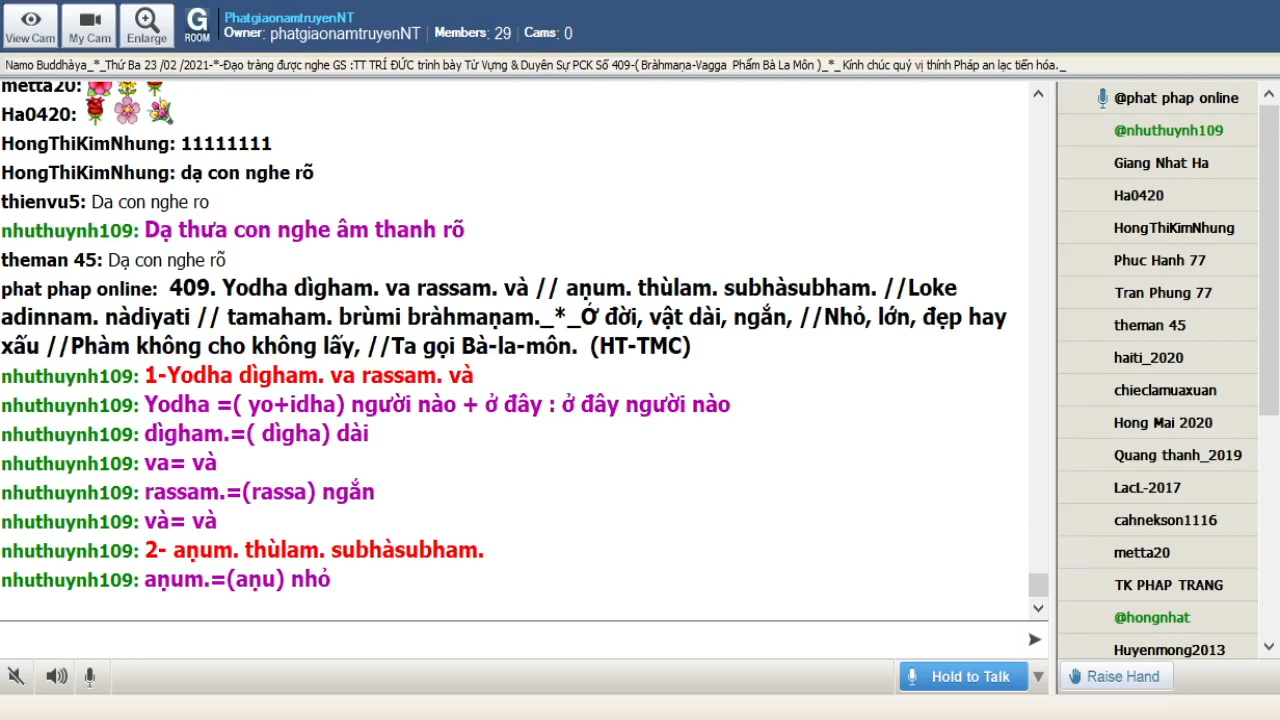 View Cam
My Cam
Enlarge
G
ROOM
PhatgiaonamtruyenNT
Owner: phatgiaonamtruyenNT | Members: 29 | Cams: 0
Namo Buddhàya_*_Thứ Ba 23 /02 /2021-*-Đạo tràng được nghe GS :TT TRÍ ĐỨC trình bày Từ Vựng & Duyên Sự PCK Số 409-( Bràhmaṇa-Vagga Phẩm Bà La Môn )_*_ Kính chúc quý vị thính Pháp an lạc tiến hóa._
metta20:
Ha0420:
HongThiKimNhung: 11111111
HongThiKimNhung: dạ con nghe rõ
thienvu5: Da con nghe ro
nhuthuynh109: Dạ thưa con nghe âm thanh rõ
theman 45: Dạ con nghe rõ
phat phap online: 409. Yodha dìgham. va rassam. và // aṇum. thùlam. subhàsubham. //Loke
adinnam. nàdiyati // tamaham. brùmi bràhmaṇam._*_Ở đời, vật dài, ngắn, //Nhỏ, lớn, đẹp hay
xấu //Phàm không cho không lấy, //Ta gọi Bà-la-môn. (HT-TMC)
nhuthuynh109: 1-Yodha dìgham. va rassam. và
nhuthuynh109: Yodha =( yo+idha) người nào + ở đây : ở đây người nào
nhuthuynh109: dìgham.=( dìgha) dài
nhuthuynh109: va= và
nhuthuynh109: rassam.=(rassa) ngắn
nhuthuynh109: và= và
nhuthuynh109: 2- aṇum. thùlam. subhàsubham.
nhuthuynh109: aṇum.=(aṇu) nhỏ
@phat phap online
@nhuthuynh109
Giang Nhat Ha
Ha0420
HongThiKimNhung
Phuc Hanh 77
Tran Phung 77
theman 45
haiti_2020
chieclamuaxuan
Hong Mai 2020
Quang thanh_2019
LacL-2017
cahnekson1116
metta20
TK PHAP TRANG
@hongnhat
Huyenmong2013
Hold to Talk
Raise Hand